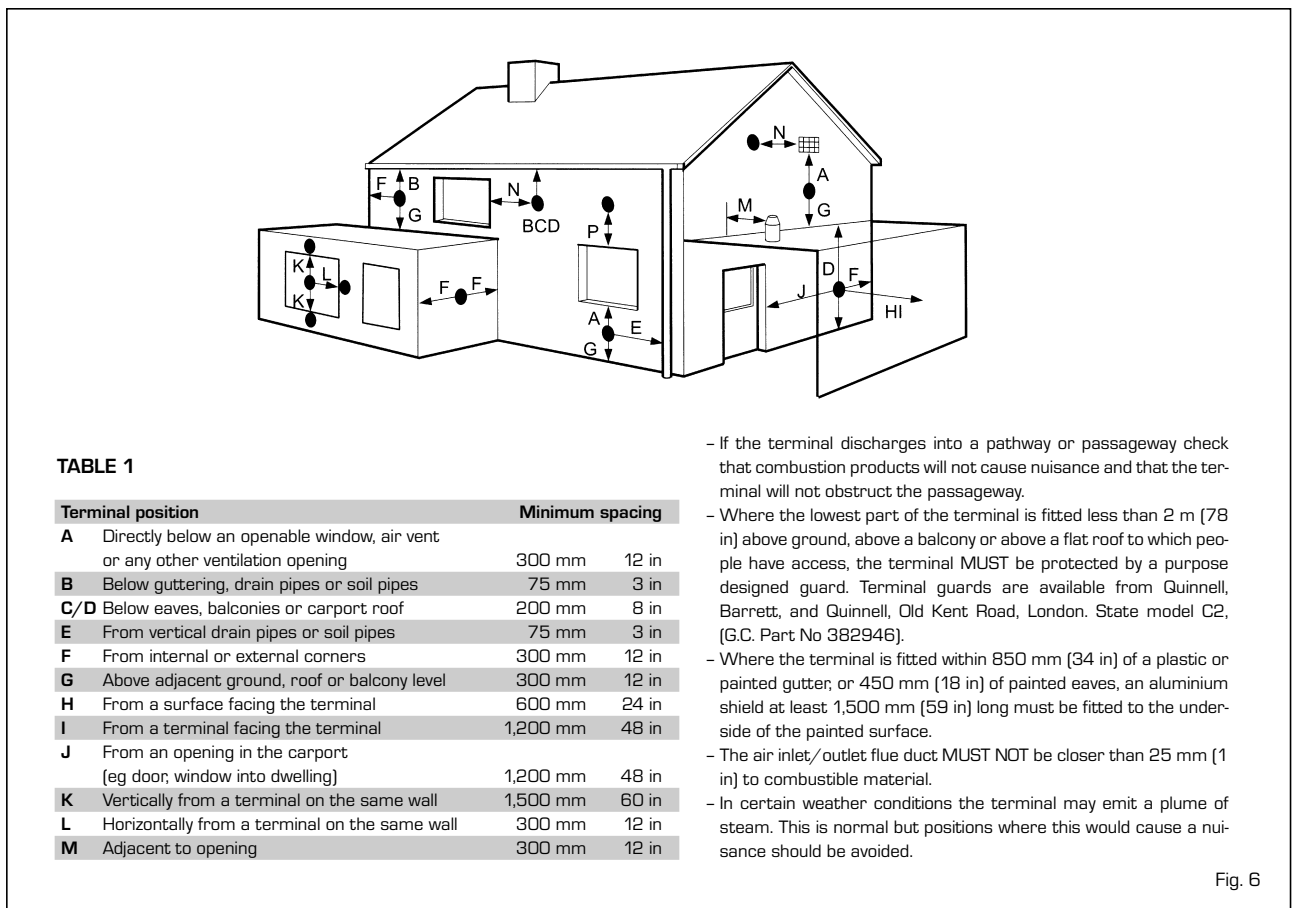 N
A
G
M
F
B
G
N
BCD
P
K
L
K
F
F
A
E
G
D
F
J
HI
TABLE 1
Terminal position Minimum spacing
A Directly below an openable window, air vent
or any other ventilation opening 300 mm 12 in
B Below guttering, drain pipes or soil pipes 75 mm 3 in
C/D Below eaves, balconies or carport roof 200 mm 8 in
E From vertical drain pipes or soil pipes 75 mm 3 in
F From internal or external corners 300 mm 12 in
G Above adjacent ground, roof or balcony level 300 mm 12 in
H From a surface facing the terminal 600 mm 24 in
I From a terminal facing the terminal 1,200 mm 48 in
J From an opening in the carport
(eg door, window into dwelling) 1,200 mm 48 in
K Vertically from a terminal on the same wall 1,500 mm 60 in
L Horizontally from a terminal on the same wall 300 mm 12 in
M Adjacent to opening 300 mm 12 in
– If the terminal discharges into a pathway or passageway check
that combustion products will not cause nuisance and that the ter-
minal will not obstruct the passageway.
– Where the lowest part of the terminal is fitted less than 2 m (78
in) above ground, above a balcony or above a flat roof to which peo-
ple have access, the terminal MUST be protected by a purpose
designed guard. Terminal guards are available from Quinnell,
Barrett, and Quinnell, Old Kent Road, London. State model C2,
(G.C. Part No 382946).
– Where the terminal is fitted within 850 mm (34 in) of a plastic or
painted gutter, or 450 mm (18 in) of painted eaves, an aluminium
shield at least 1,500 mm (59 in) long must be fitted to the under-
side of the painted surface.
– The air inlet/outlet flue duct MUST NOT be closer than 25 mm (1
in) to combustible material.
– In certain weather conditions the terminal may emit a plume of
steam. This is normal but positions where this would cause a nui-
sance should be avoided.
Fig. 6